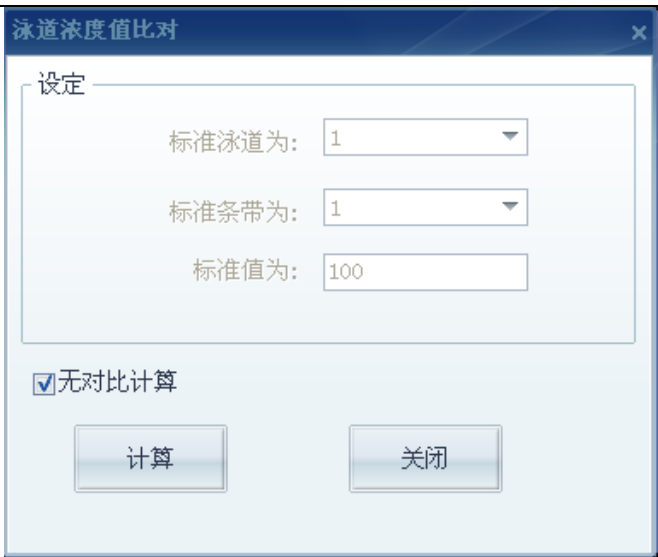 泳道浓度值比对
设定
标准泳道为: 1
标准条带为: 1
标准值为: 100
无对比计算
计算 关闭